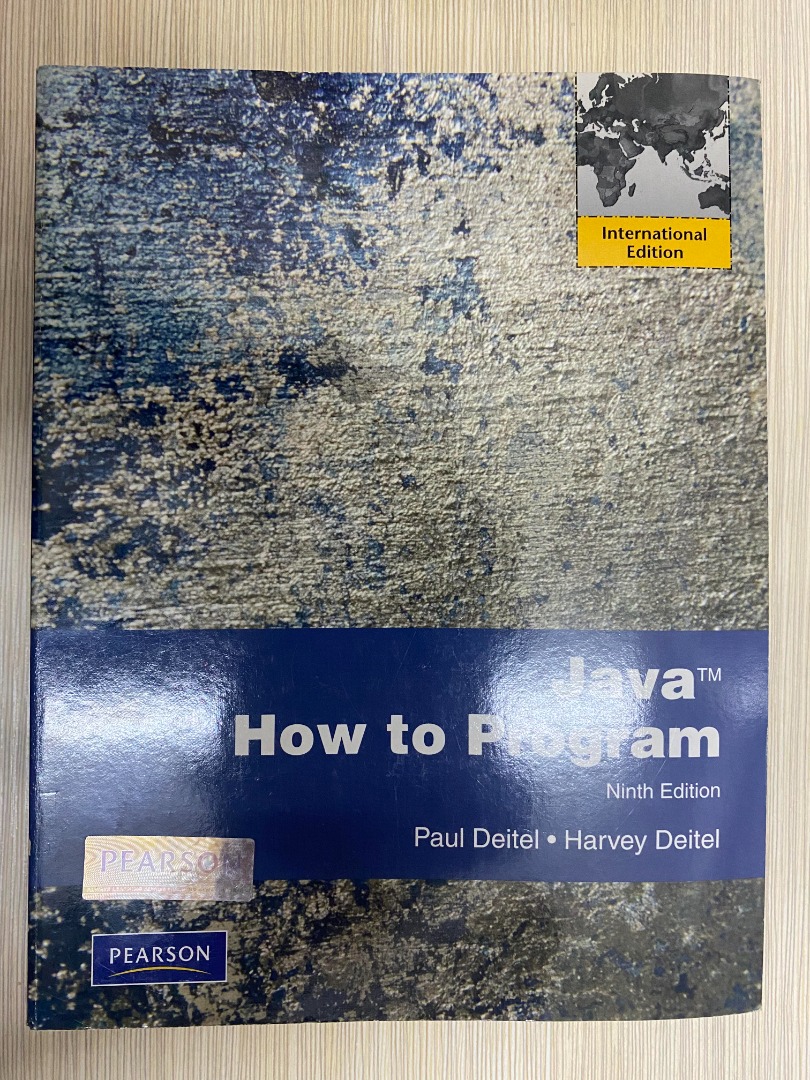 International
Edition
Java™
How to Program
Ninth Edition
Paul Deitel • Harvey Deitel
PEARSON
PEARSON